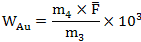 W_Au = (m_4 × F̄) / m_3 × 10^3